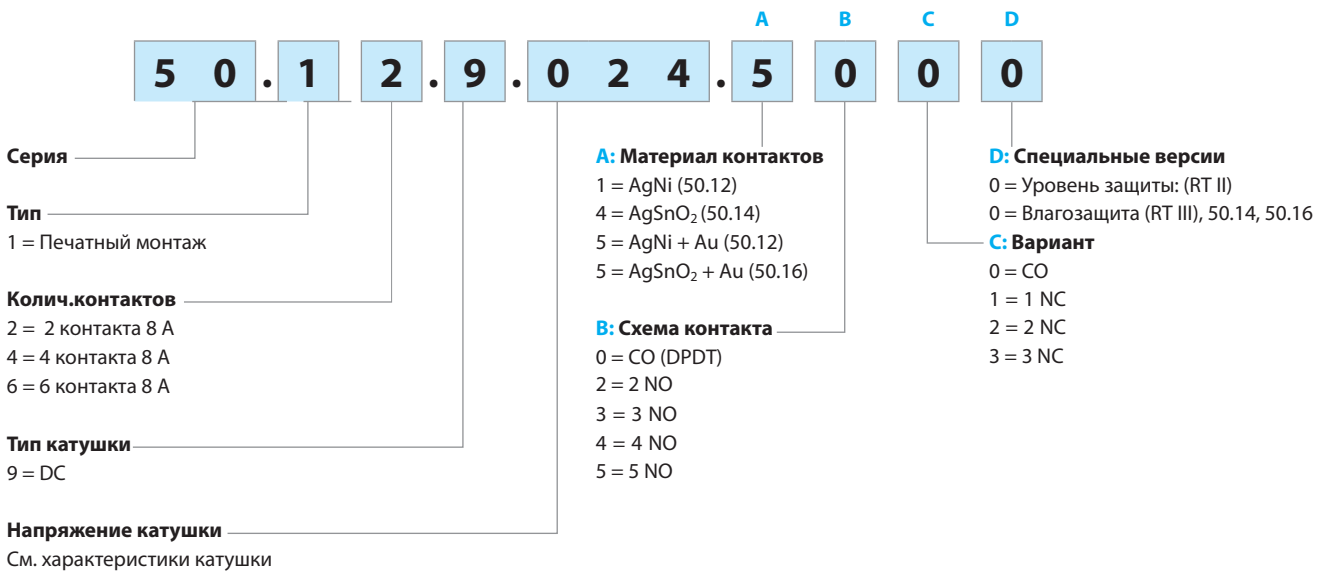 A B C D
5 0 . 1 2 . 9 . 0 2 4 . 5 0 0 0
Серия
Тип
1 = Печатный монтаж
Колич.контактов
2 = 2 контакта 8 A
4 = 4 контакта 8 A
6 = 6 контакта 8 A
Тип катушки
9 = DC
Напряжение катушки
См. характеристики катушки
A: Материал контактов
1 = AgNi (50.12)
4 = AgSnO₂ (50.14)
5 = AgNi + Au (50.12)
5 = AgSnO₂ + Au (50.16)
B: Схема контакта
0 = CO (DPDT)
2 = 2 NO
3 = 3 NO
4 = 4 NO
5 = 5 NO
D: Специальные версии
0 = Уровень защиты: (RT II)
0 = Влагозащита (RT III), 50.14, 50.16
C: Вариант
0 = CO
1 = 1 NC
2 = 2 NC
3 = 3 NC